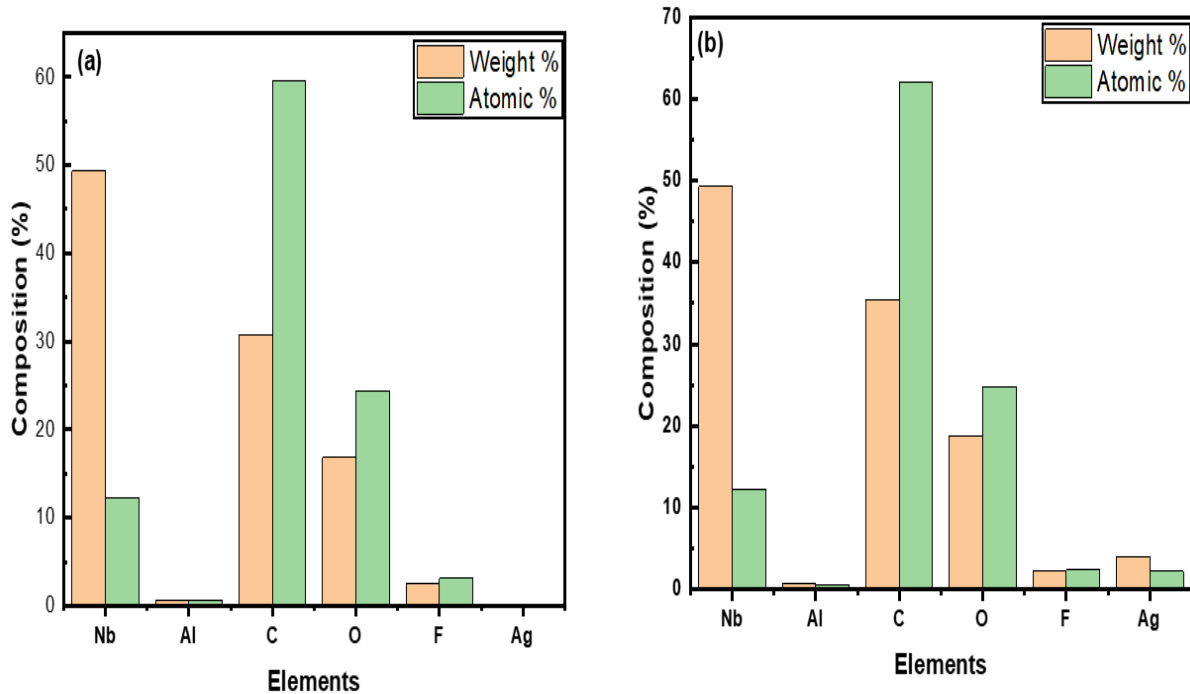 (a)
Weight %
Atomic %
Composition (%)
60
50
40
30
20
10
0
Nb Al C O F Ag
Elements
(b)
Weight %
Atomic %
Composition (%)
70
60
50
40
30
20
10
0
Nb Al C O F Ag
Elements